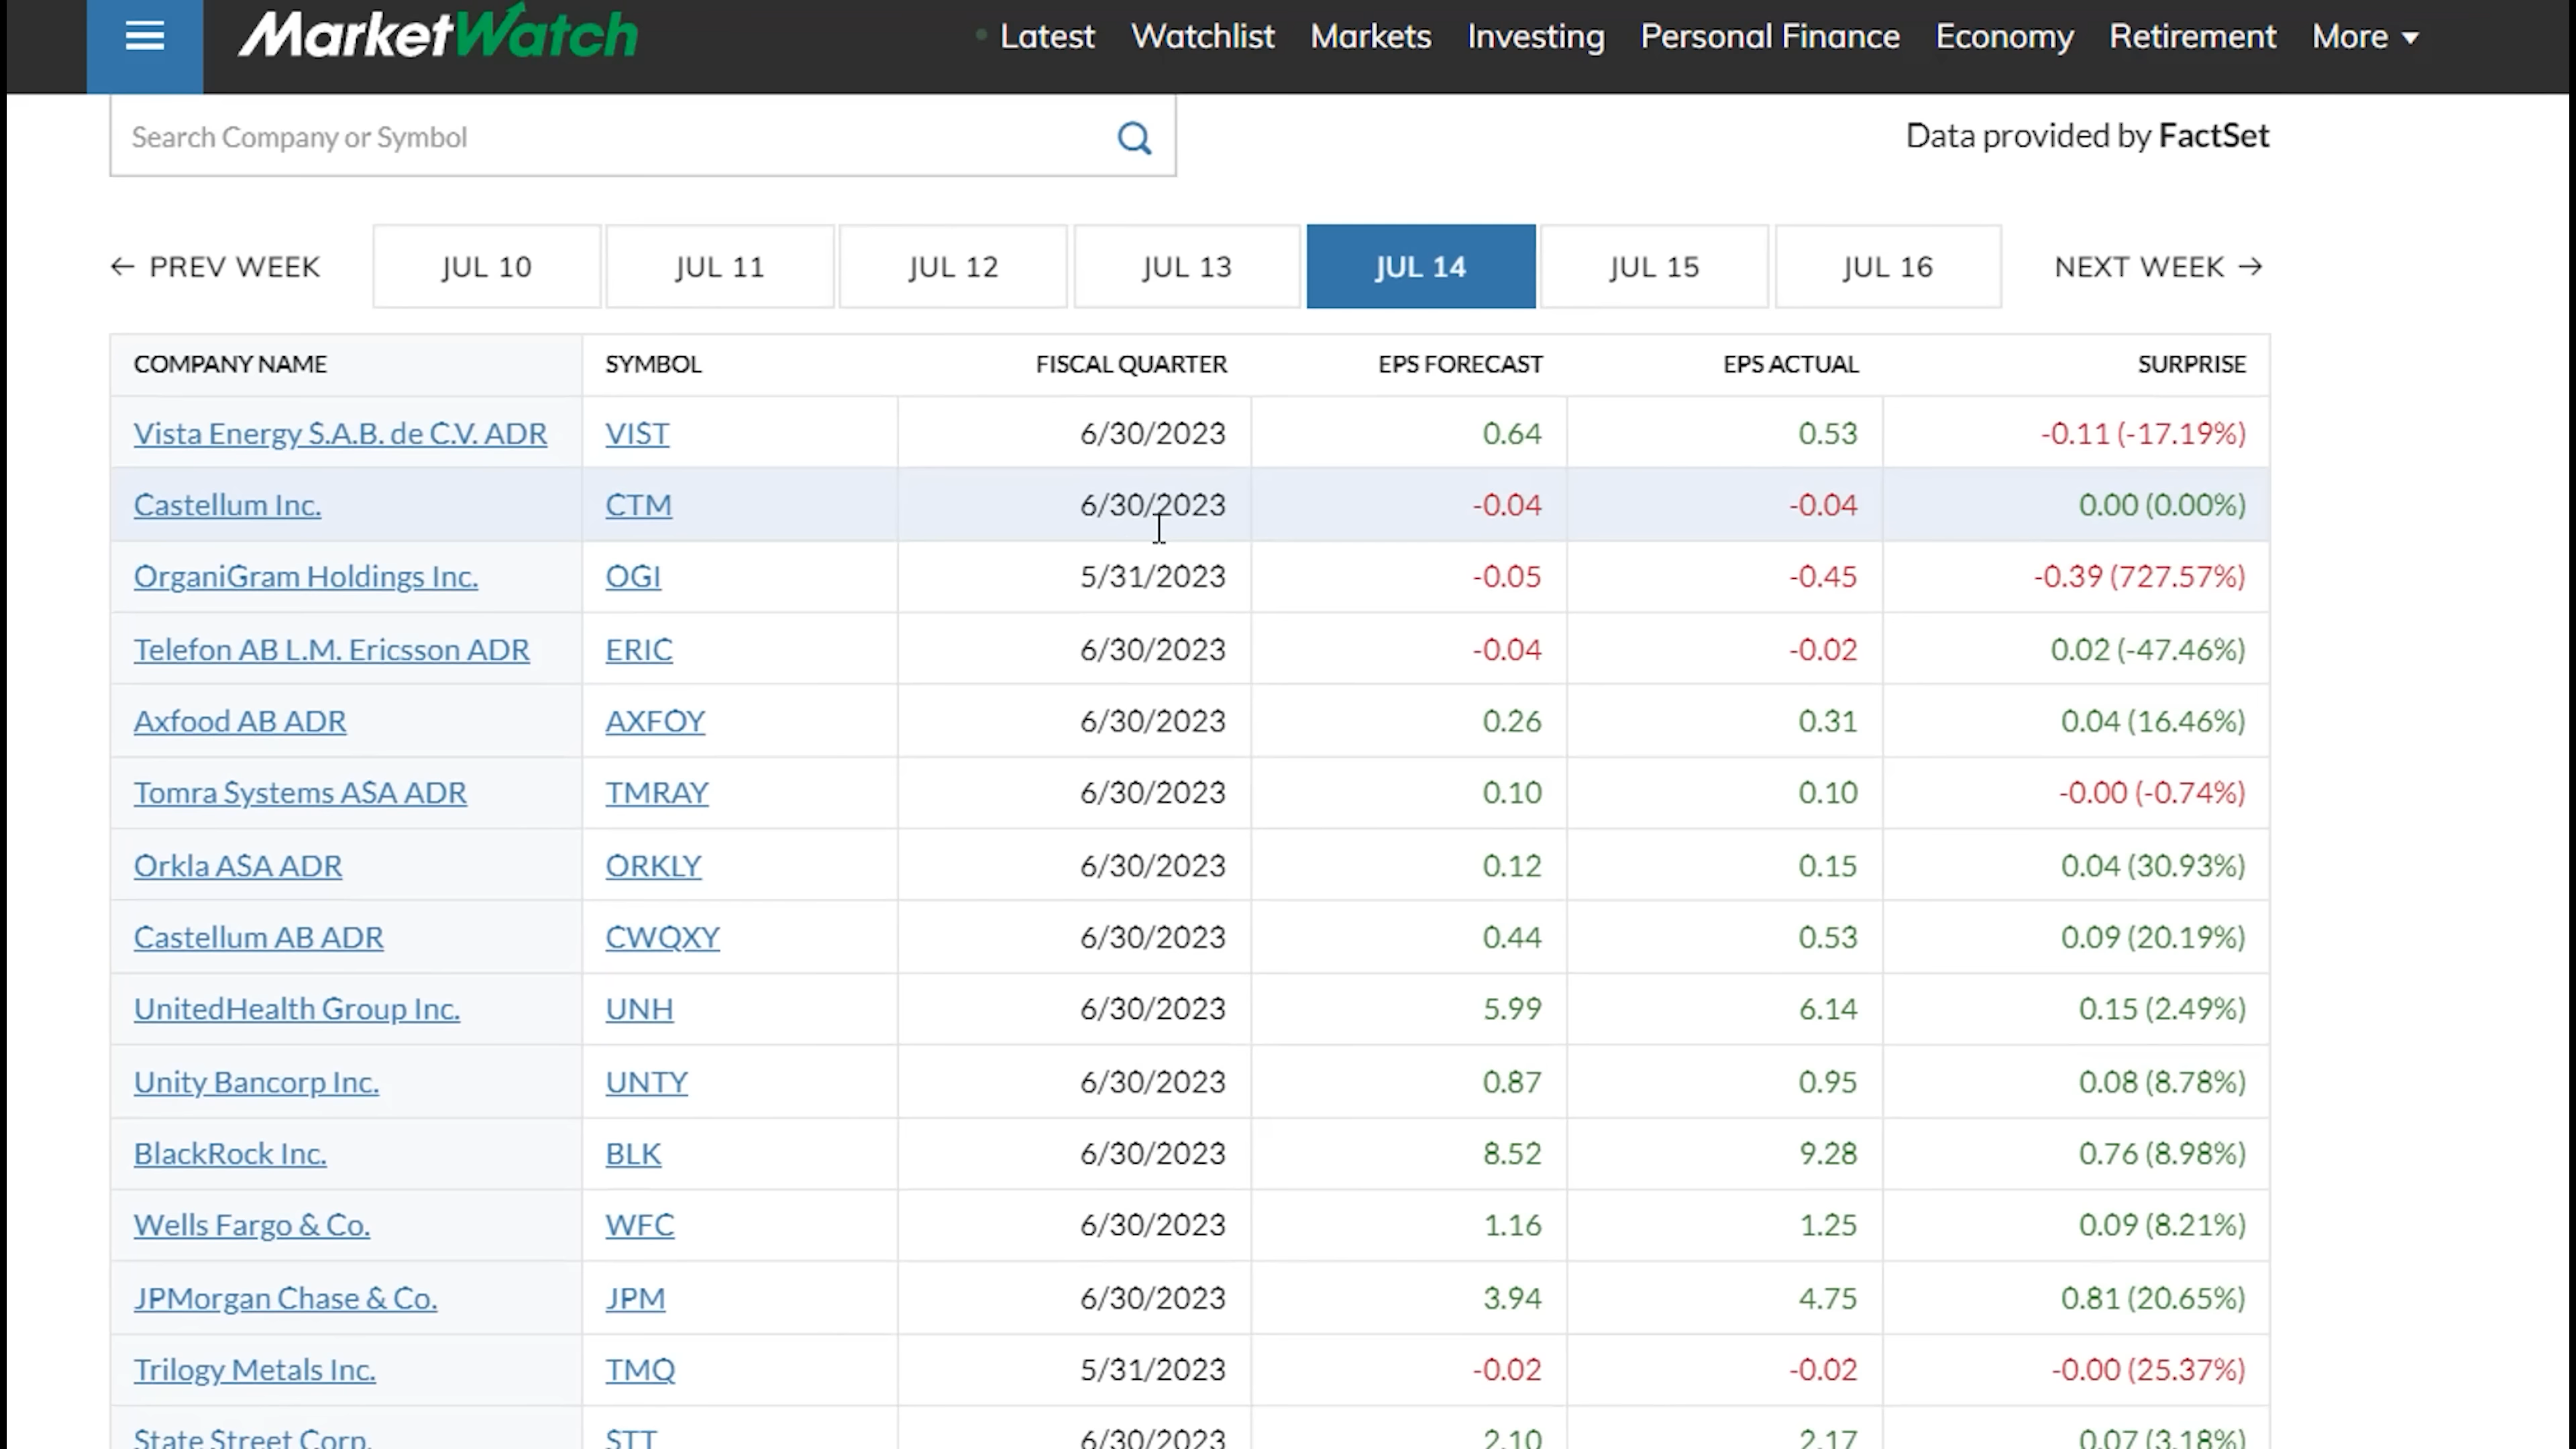 MarketWatch Latest Watchlist Markets Investing Personal Finance Economy Retirement More
Search Company or Symbol Data provided by FactSet
← PREV WEEK JUL 10 JUL 11 JUL 12 JUL 13 JUL 14 JUL 15 JUL 16 NEXT WEEK →
COMPANY NAME SYMBOL FISCAL QUARTER EPS FORECAST EPS ACTUAL SURPRISE
Vista Energy S.A.B. de C.V. ADR VIST 6/30/2023 0.64 0.53 -0.11 (-17.19%)
Castellum Inc. CTM 6/30/2023 -0.04 -0.04 0.00 (0.00%)
OrganiGram Holdings Inc. OGI 5/31/2023 -0.05 -0.45 -0.39 (727.57%)
Telefon AB L.M. Ericsson ADR ERIC 6/30/2023 -0.04 -0.02 0.02 (-47.46%)
Axfood AB ADR AXFOY 6/30/2023 0.26 0.31 0.04 (16.46%)
Tomra Systems ASA ADR TMRAY 6/30/2023 0.10 0.10 -0.00 (-0.74%)
Orkla ASA ADR ORKLY 6/30/2023 0.12 0.15 0.04 (30.93%)
Castellum AB ADR CWQXY 6/30/2023 0.44 0.53 0.09 (20.19%)
UnitedHealth Group Inc. UNH 6/30/2023 5.99 6.14 0.15 (2.49%)
Unity Bancorp Inc. UNTY 6/30/2023 0.87 0.95 0.08 (8.78%)
BlackRock Inc. BLK 6/30/2023 8.52 9.28 0.76 (8.98%)
Wells Fargo & Co. WFC 6/30/2023 1.16 1.25 0.09 (8.21%)
JPMorgan Chase & Co. JPM 6/30/2023 3.94 4.75 0.81 (20.65%)
Trilogy Metals Inc. TMQ 5/31/2023 -0.02 -0.02 -0.00 (25.37%)
State Street Corp. STT 6/30/2023 2.10 2.17 0.07 (3.18%)